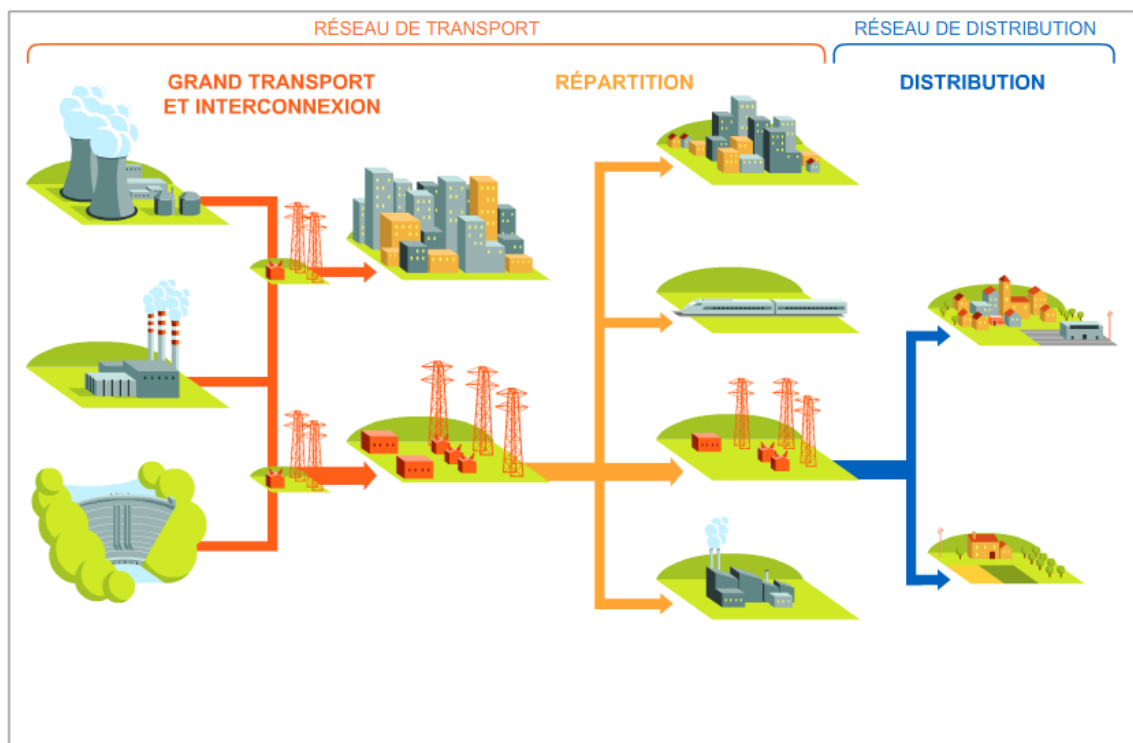 RÉSEAU DE TRANSPORT
RÉSEAU DE DISTRIBUTION
GRAND TRANSPORT
ET INTERCONNEXION
RÉPARTITION
DISTRIBUTION